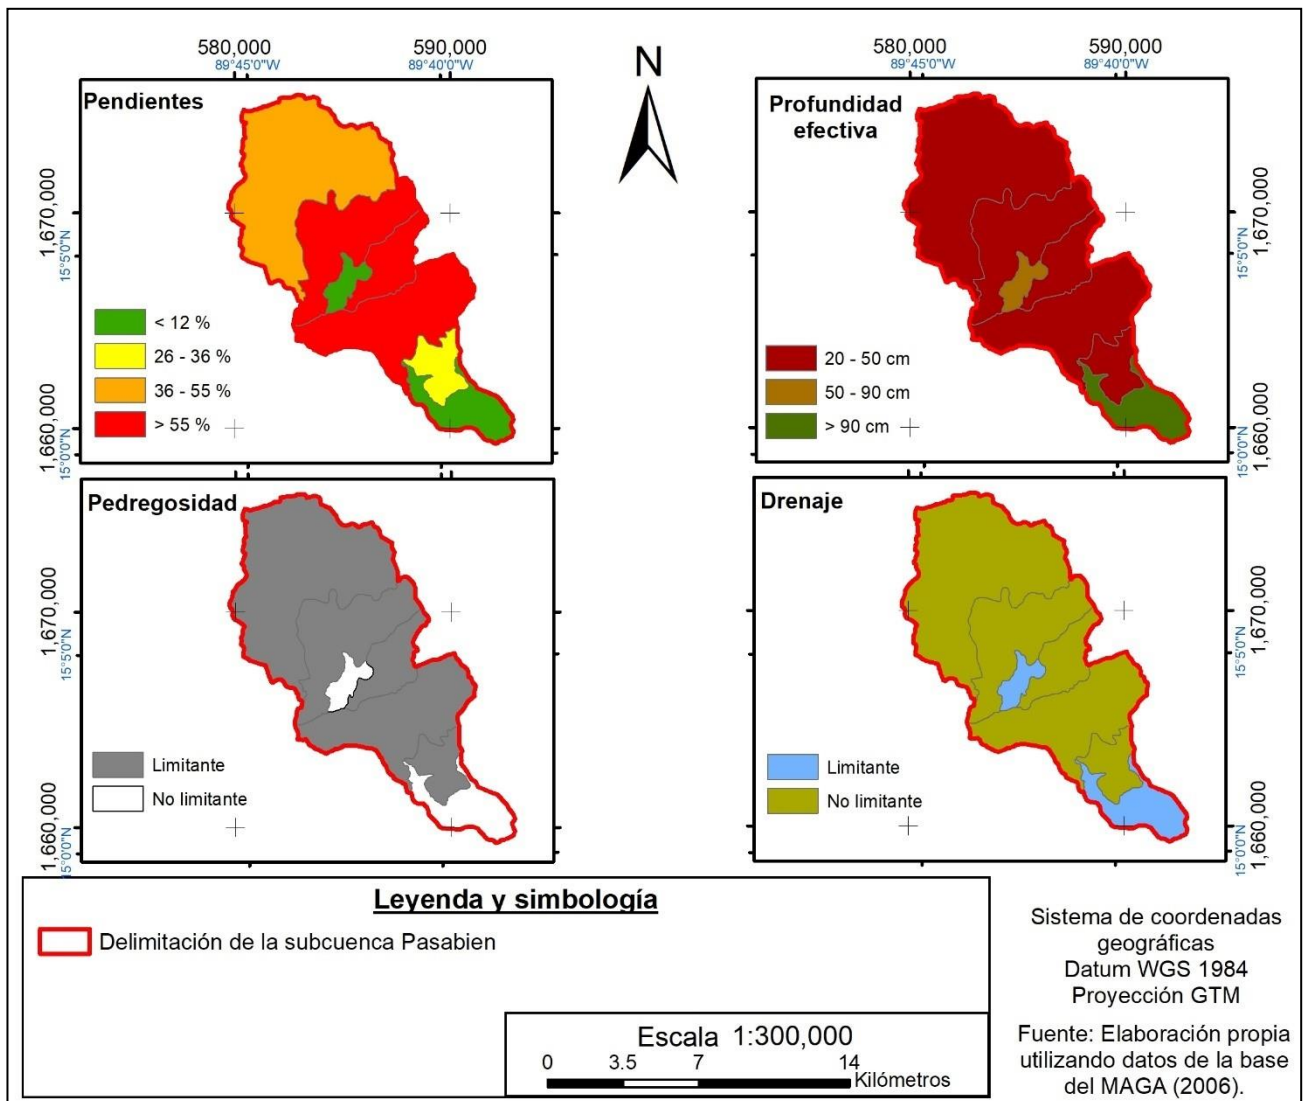 580,000
590,000
89°45'0"W
89°40'0"W
Pendientes
1,670,000
15°5'0"N
1,660,000
15°0'0"N
< 12 %
26 - 36 %
36 - 55 %
> 55 %
N
580,000
590,000
89°45'0"W
89°40'0"W
Profundidad
efectiva
1,670,000
15°5'0"N
1,660,000
15°0'0"N
20 - 50 cm
50 - 90 cm
> 90 cm
Pedregosidad
1,670,000
15°5'0"N
1,660,000
15°0'0"N
Limitante
No limitante
Drenaje
1,670,000
15°5'0"N
1,660,000
15°0'0"N
Limitante
No limitante
Leyenda y simbología
Delimitación de la subcuenca Pasabien
Escala 1:300,000
0 3.5 7 14
Kilómetros
Sistema de coordenadas
geográficas
Datum WGS 1984
Proyección GTM
Fuente: Elaboración propia
utilizando datos de la base
del MAGA (2006).